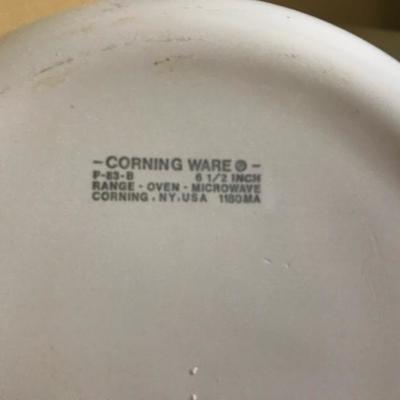 - CORNING WARE ® -
P-83-B 6 1/2 INCH
RANGE - OVEN - MICROWAVE
CORNING, NY. USA 1180MA